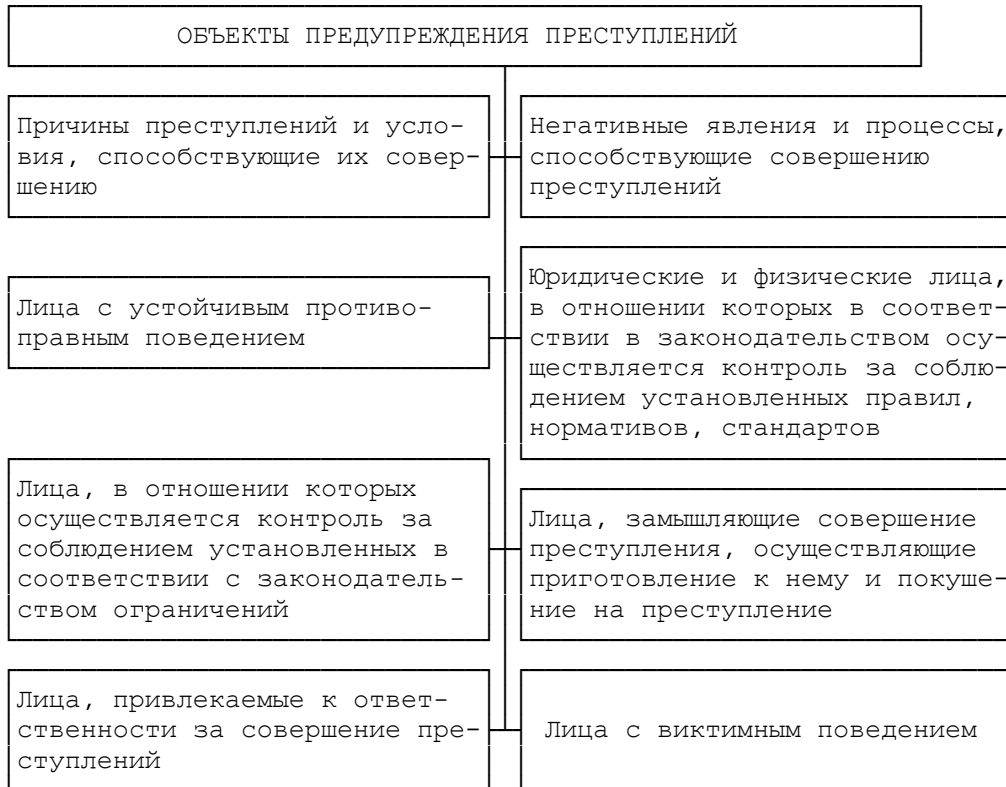 ОБЪЕКТЫ ПРЕДУПРЕЖДЕНИЯ ПРЕСТУПЛЕНИЙ
Причины преступлений и усло-
вия, способствующие их совер-
шению
Негативные явления и процессы,
способствующие совершению
преступлений
Лица с устойчивым противо-
правным поведением
Юридические и физические лица,
в отношении которых в соответ-
ствии в законодательством осу-
ществляется контроль за соблю-
дением установленных правил,
нормативов, стандартов
Лица, в отношении которых
осуществляется контроль за
соблюдением установленных в
соответствии с законодатель-
ством ограничений
Лица, замышляющие совершение
преступления, осуществляющие
приготовление к нему и покуше-
ние на преступление
Лица, привлекаемые к ответ-
ственности за совершение пре-
ступлений
Лица с виктимным поведением